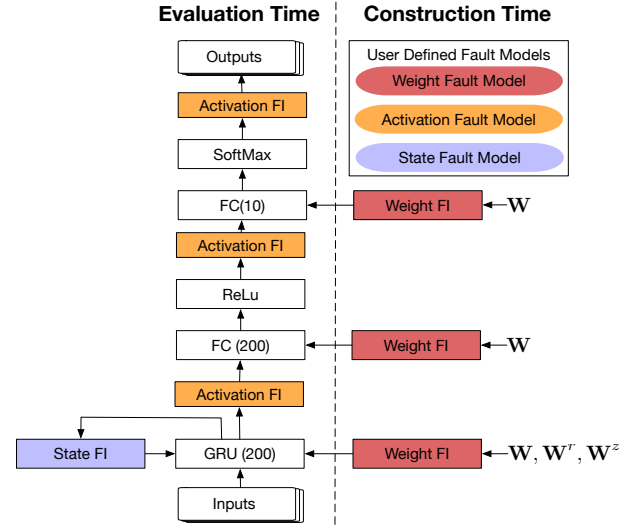 Evaluation Time
Construction Time
Outputs
User Defined Fault Models
Weight Fault Model
Activation FI
Activation Fault Model
SoftMax
State Fault Model
FC(10)
Weight FI
W
Activation FI
ReLu
FC (200)
Weight FI
W
Activation FI
State FI
GRU (200)
Weight FI
W, W^r, W^z
Inputs